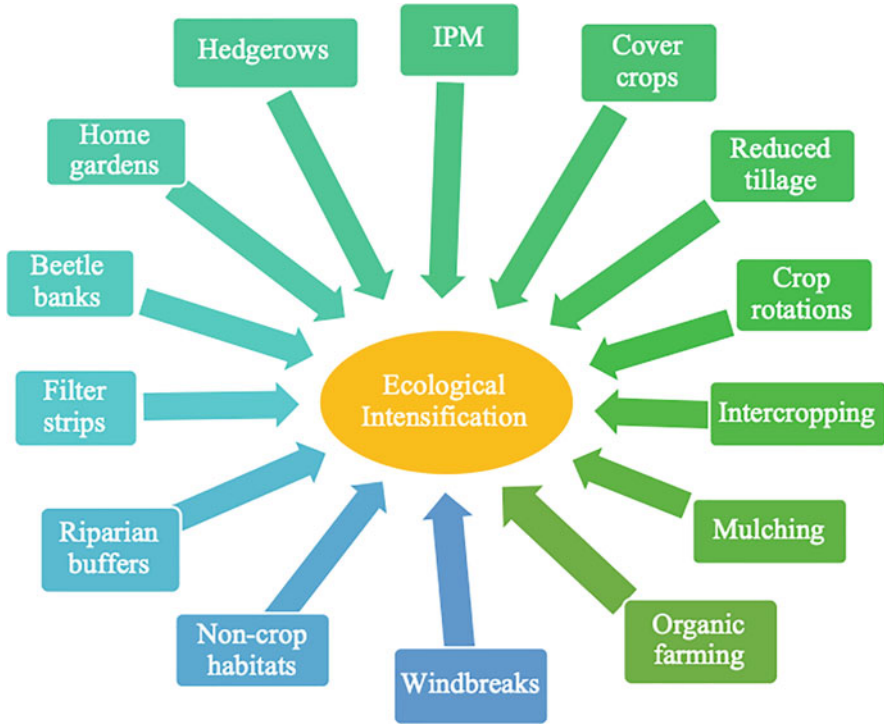 IPM
Cover
crops
Reduced
tillage
Crop
rotations
Intercropping
Mulching
Organic
farming
Windbreaks
Non-crop
habitats
Riparian
buffers
Filter
strips
Beetle
banks
Home
gardens
Hedgerows
Ecological
Intensification